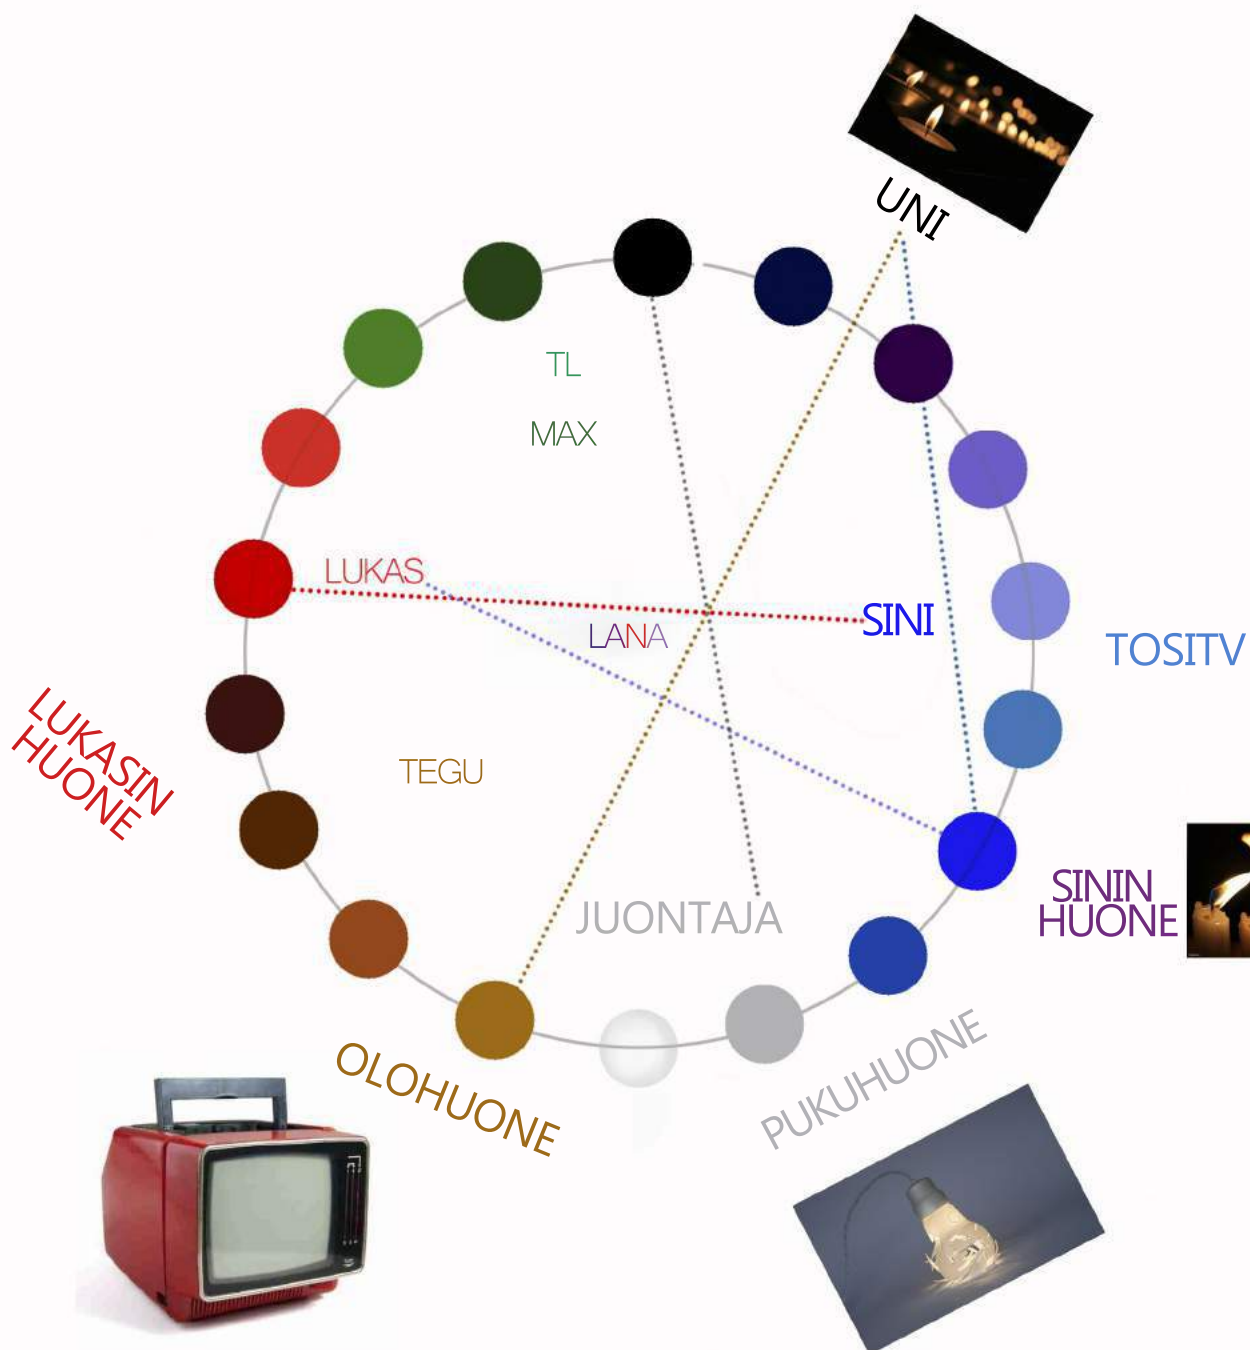 UNI
TL
MAX
LUKAS
SINI
LANA
TOSITV
LUKASIN
HUONE
TEGU
SININ
HUONE
JUONTAJA
PUKUHUONE
OLOHUONE